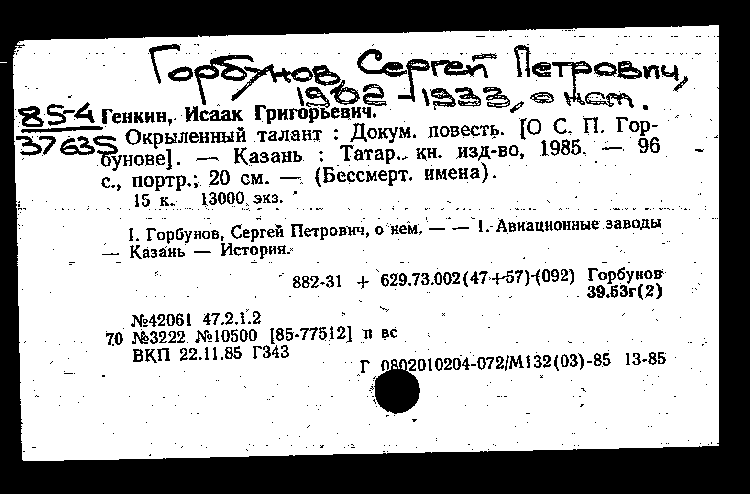 Горбунов, Сергей Петрович,
1902-1933, о нем.
85-4 Генкин, Исаак Григорьевич.
37635 Окрыленный талант : Докум. повесть. [О С. П. Гор-
бунове]. — Казань : Татар. кн. изд-во, 1985. — 96
с., портр.; 20 см. — (Бессмерт. имена).
15 к. 13000 экз.
I. Горбунов, Сергей Петрович, о нем. — — 1. Авиационные заводы
— Казань — История.
882-31 + 629.73.002(47+57)(092) Горбунов
39.53г(2)
№42061 47.2.1.2
70 №3222 №10500 [85-77512] п вс
ВКП 22.11.85 Г343
Г 0802010204-072/М132(03)-85 13-85